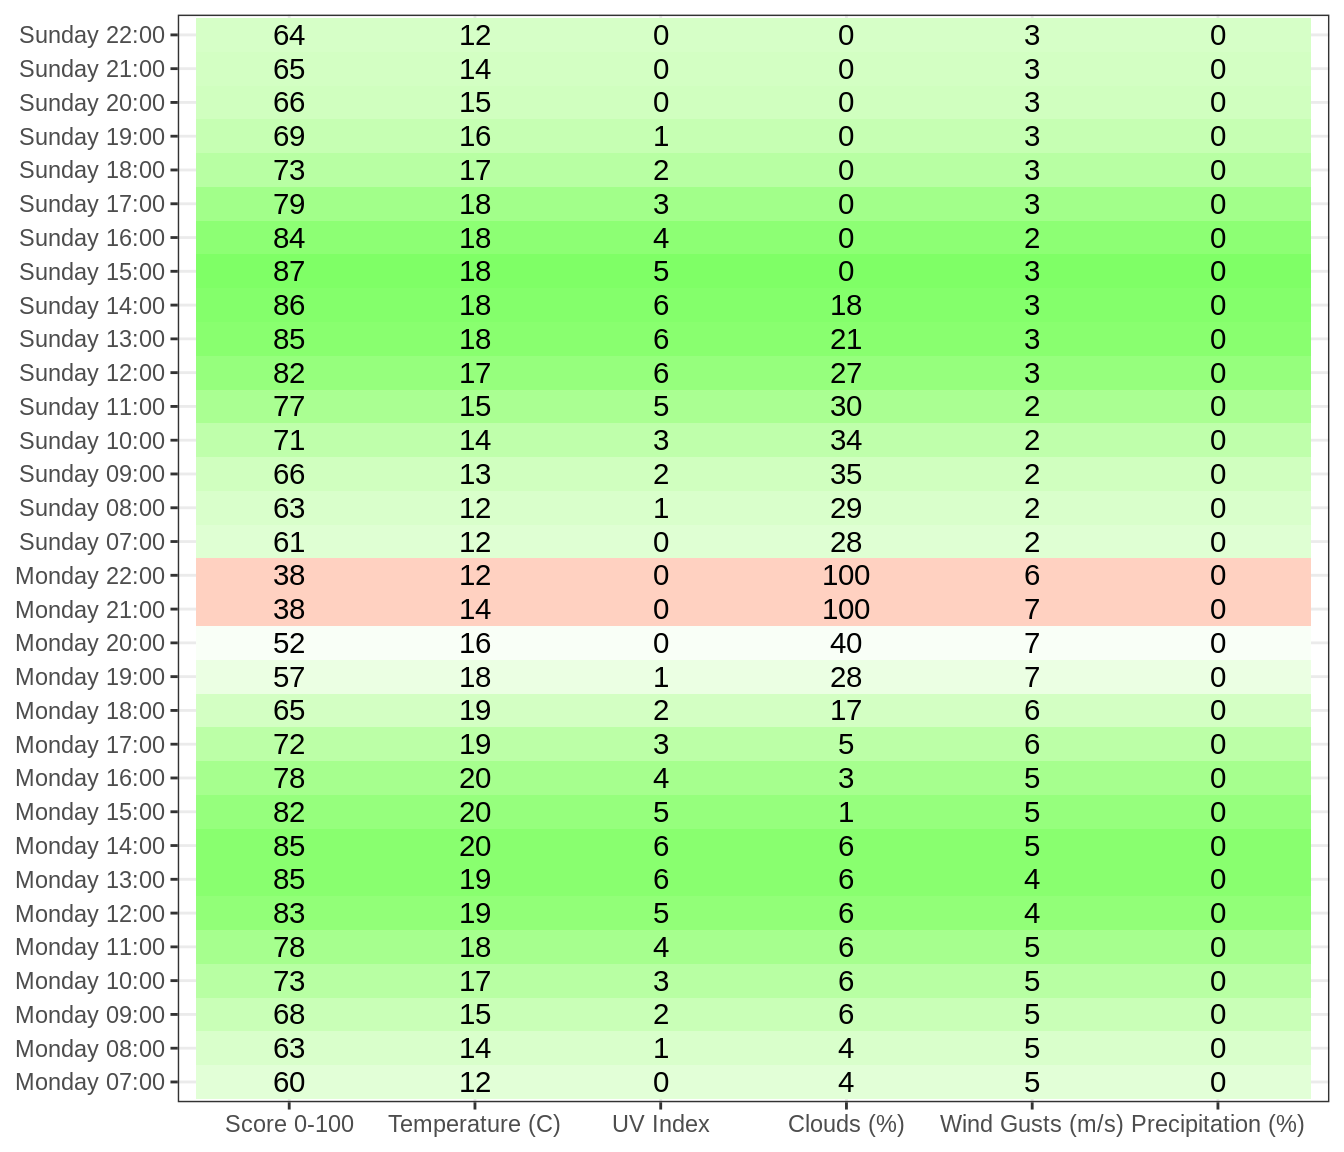 Sunday 22:00 64 12 0 0 3 0
Sunday 21:00 65 14 0 0 3 0
Sunday 20:00 66 15 0 0 3 0
Sunday 19:00 69 16 1 0 3 0
Sunday 18:00 73 17 2 0 3 0
Sunday 17:00 79 18 3 0 3 0
Sunday 16:00 84 18 4 0 2 0
Sunday 15:00 87 18 5 0 3 0
Sunday 14:00 86 18 6 18 3 0
Sunday 13:00 85 18 6 21 3 0
Sunday 12:00 82 17 6 27 3 0
Sunday 11:00 77 15 5 30 2 0
Sunday 10:00 71 14 3 34 2 0
Sunday 09:00 66 13 2 35 2 0
Sunday 08:00 63 12 1 29 2 0
Sunday 07:00 61 12 0 28 2 0
Monday 22:00 38 12 0 100 6 0
Monday 21:00 38 14 0 100 7 0
Monday 20:00 52 16 0 40 7 0
Monday 19:00 57 18 1 28 7 0
Monday 18:00 65 19 2 17 6 0
Monday 17:00 72 19 3 5 6 0
Monday 16:00 78 20 4 3 5 0
Monday 15:00 82 20 5 1 5 0
Monday 14:00 85 20 6 6 5 0
Monday 13:00 85 19 6 6 4 0
Monday 12:00 83 19 5 6 4 0
Monday 11:00 78 18 4 6 5 0
Monday 10:00 73 17 3 6 5 0
Monday 09:00 68 15 2 6 5 0
Monday 08:00 63 14 1 4 5 0
Monday 07:00 60 12 0 4 5 0
Score 0-100 Temperature (C) UV Index Clouds (%) Wind Gusts (m/s) Precipitation (%)